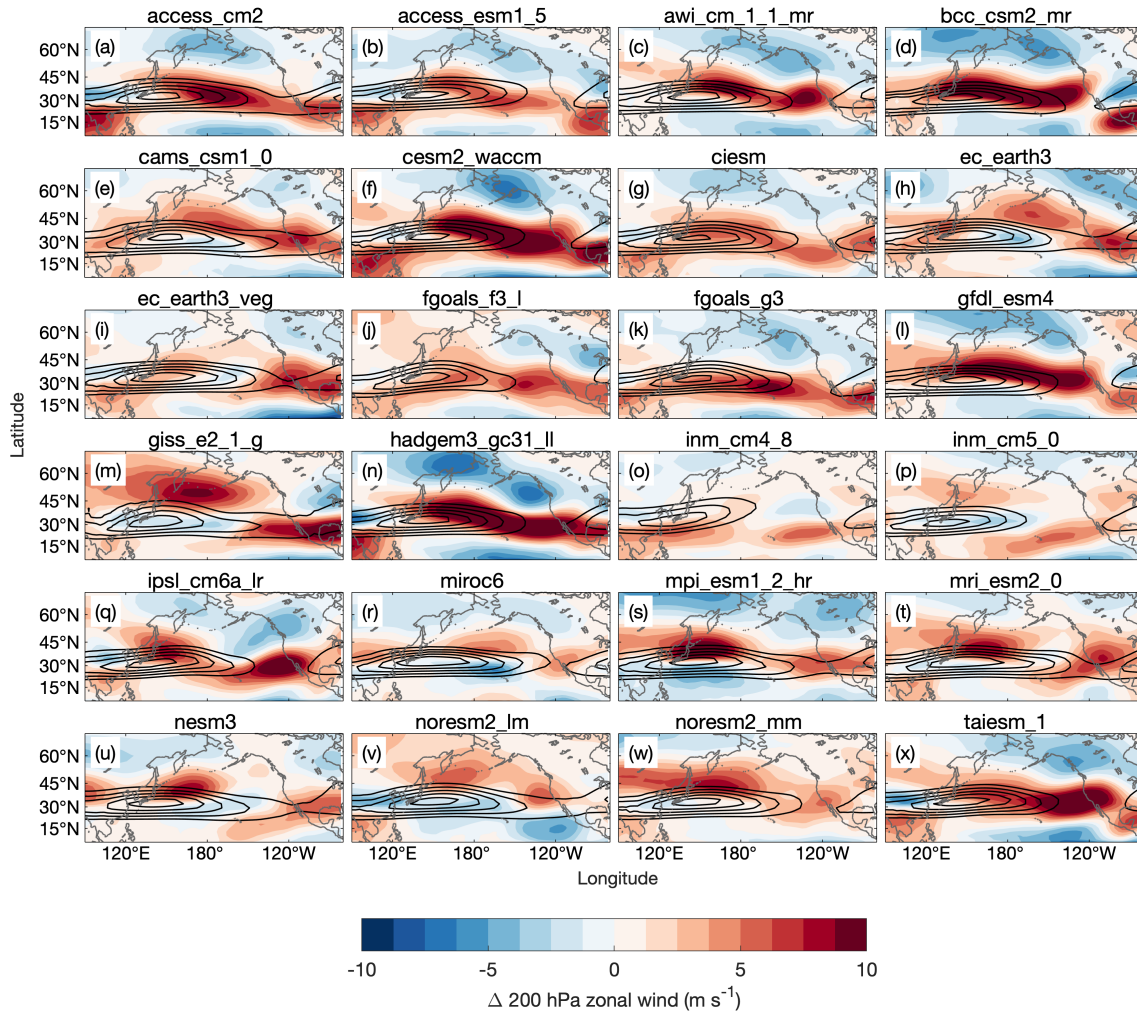 access_cm2 access_esm1_5 awi_cm_1_1_mr bcc_csm2_mr
(a) (b) (c) (d)
60°N
45°N
30°N
15°N
cams_csm1_0 cesm2_waccm ciesm ec_earth3
(e) (f) (g) (h)
60°N
45°N
30°N
15°N
ec_earth3_veg fgoals_f3_l fgoals_g3 gfdl_esm4
(i) (j) (k) (l)
60°N
45°N
30°N
15°N
Latitude
giss_e2_1_g hadgem3_gc31_ll inm_cm4_8 inm_cm5_0
(m) (n) (o) (p)
60°N
45°N
30°N
15°N
ipsl_cm6a_lr miroc6 mpi_esm1_2_hr mri_esm2_0
(q) (r) (s) (t)
60°N
45°N
30°N
15°N
nesm3 noresm2_lm noresm2_mm taiesm_1
(u) (v) (w) (x)
60°N
45°N
30°N
15°N
120°E 180° 120°W 120°E 180° 120°W 120°E 180° 120°W 120°E 180° 120°W
Longitude
-10 -5 0 5 10
Δ 200 hPa zonal wind (m s⁻¹)